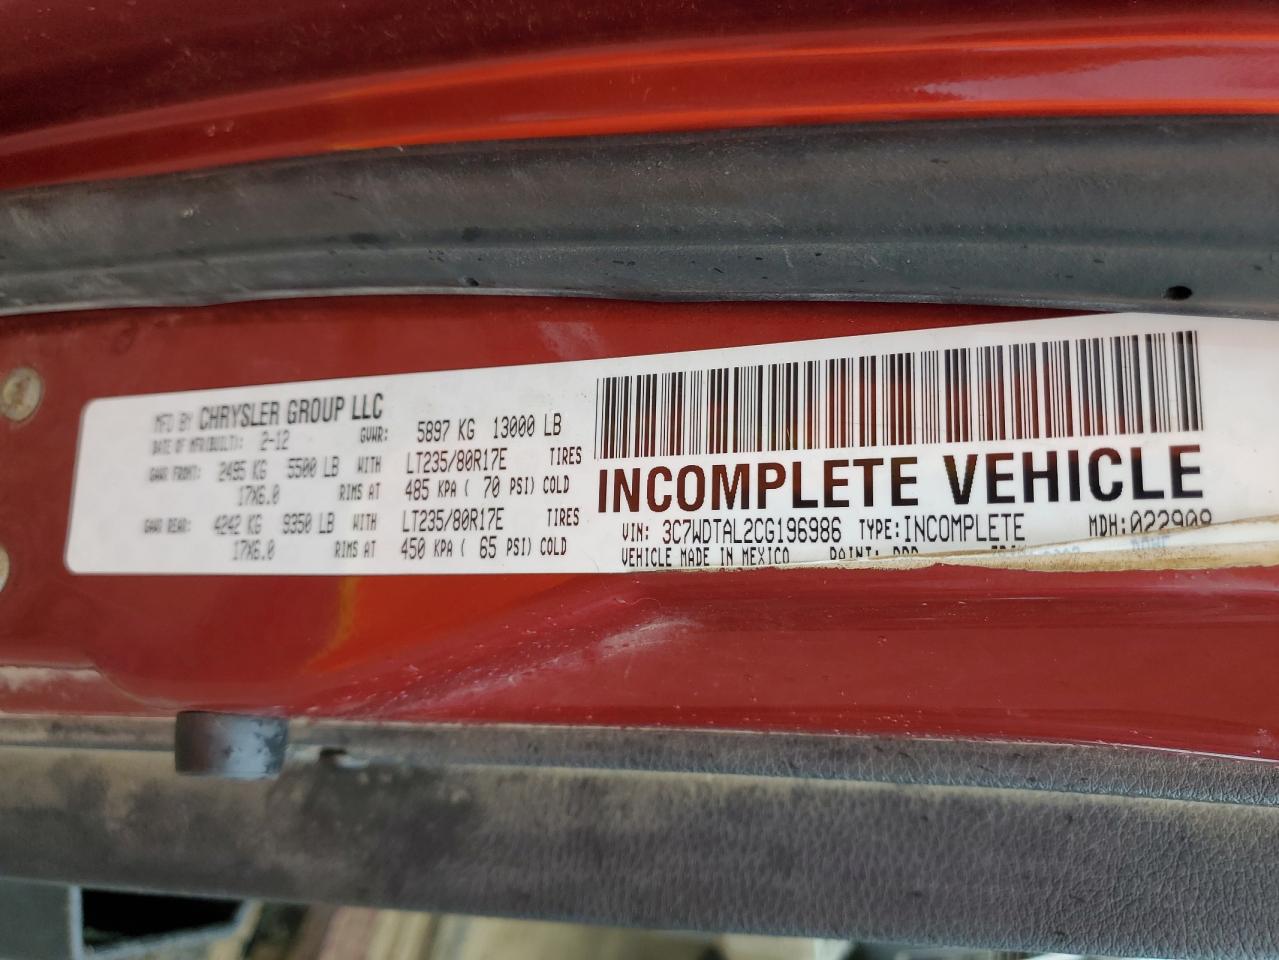 MFD BY CHRYSLER GROUP LLC
DATE OF MFR(BUILT): 2-12 GVWR: 5897 KG 13000 LB
GAWR FRONT: 2495 KG 5500 LB WITH LT235/80R17E TIRES
17X6.0 RIMS AT 485 KPA ( 70 PSI) COLD
GAWR REAR: 4242 KG 9350 LB WITH LT235/80R17E TIRES
17X6.0 RIMS AT 450 KPA ( 65 PSI) COLD
INCOMPLETE VEHICLE
VIN: 3C7WDTAL2CG196986 TYPE:INCOMPLETE MDH:022908
VEHICLE MADE IN MEXICO PAINT: